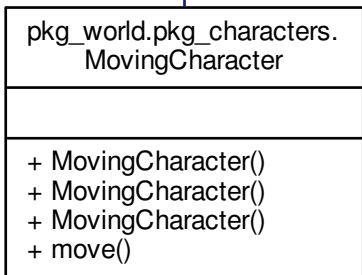 pkg_world.pkg_characters.
MovingCharacter
+ MovingCharacter()
+ MovingCharacter()
+ MovingCharacter()
+ move()